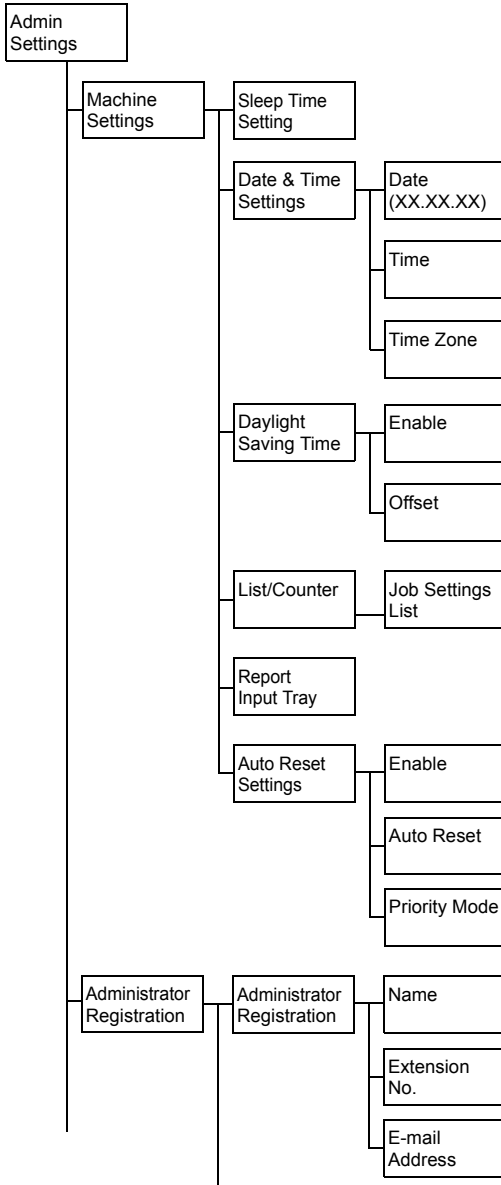 Admin
Settings
Machine
Settings
Sleep Time
Setting
Date & Time
Settings
Date
(XX.XX.XX)
Time
Time Zone
Daylight
Saving Time
Enable
Offset
List/Counter
Job Settings
List
Report
Input Tray
Auto Reset
Settings
Enable
Auto Reset
Priority Mode
Administrator
Registration
Administrator
Registration
Name
Extension
No.
E-mail
Address